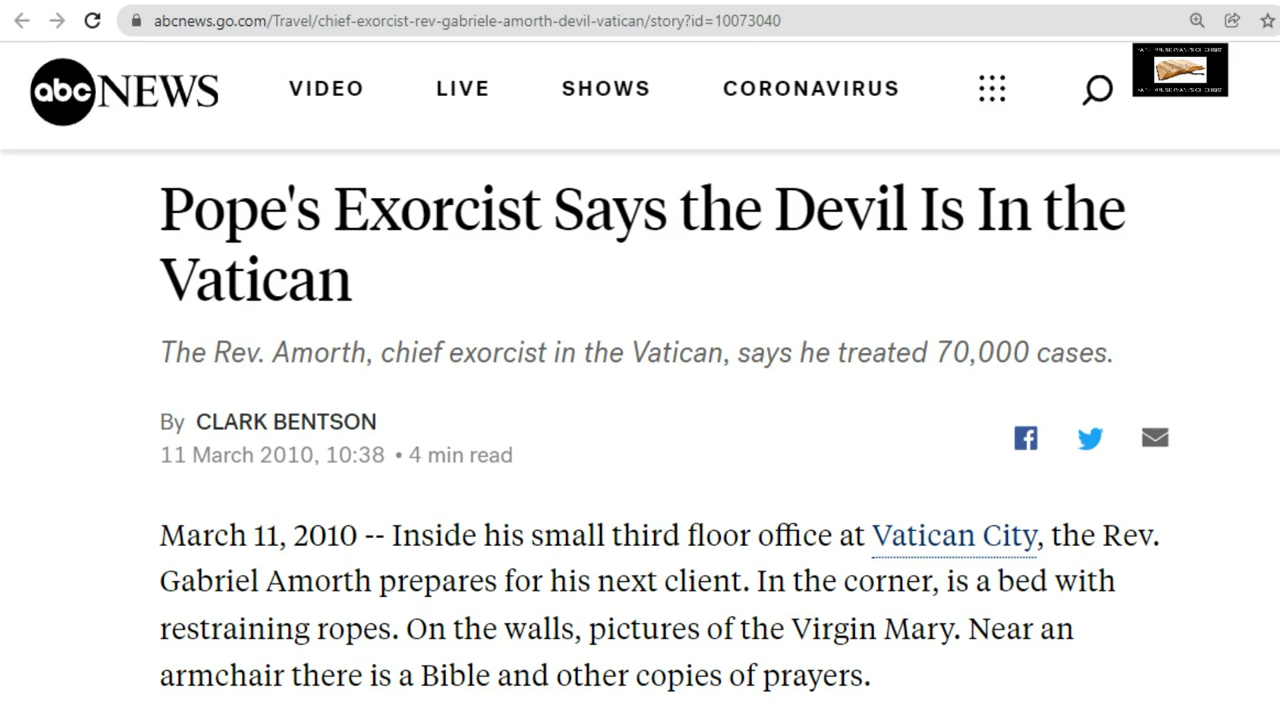 abcnews.go.com/Travel/chief-exorcist-rev-gabriele-amorth-devil-vatican/story?id=10073040
abc NEWS
VIDEO
LIVE
SHOWS
CORONAVIRUS
Pope's Exorcist Says the Devil Is In the
Vatican
The Rev. Amorth, chief exorcist in the Vatican, says he treated 70,000 cases.
By CLARK BENTSON
11 March 2010, 10:38 • 4 min read
March 11, 2010 -- Inside his small third floor office at Vatican City, the Rev.
Gabriel Amorth prepares for his next client. In the corner, is a bed with
restraining ropes. On the walls, pictures of the Virgin Mary. Near an
armchair there is a Bible and other copies of prayers.